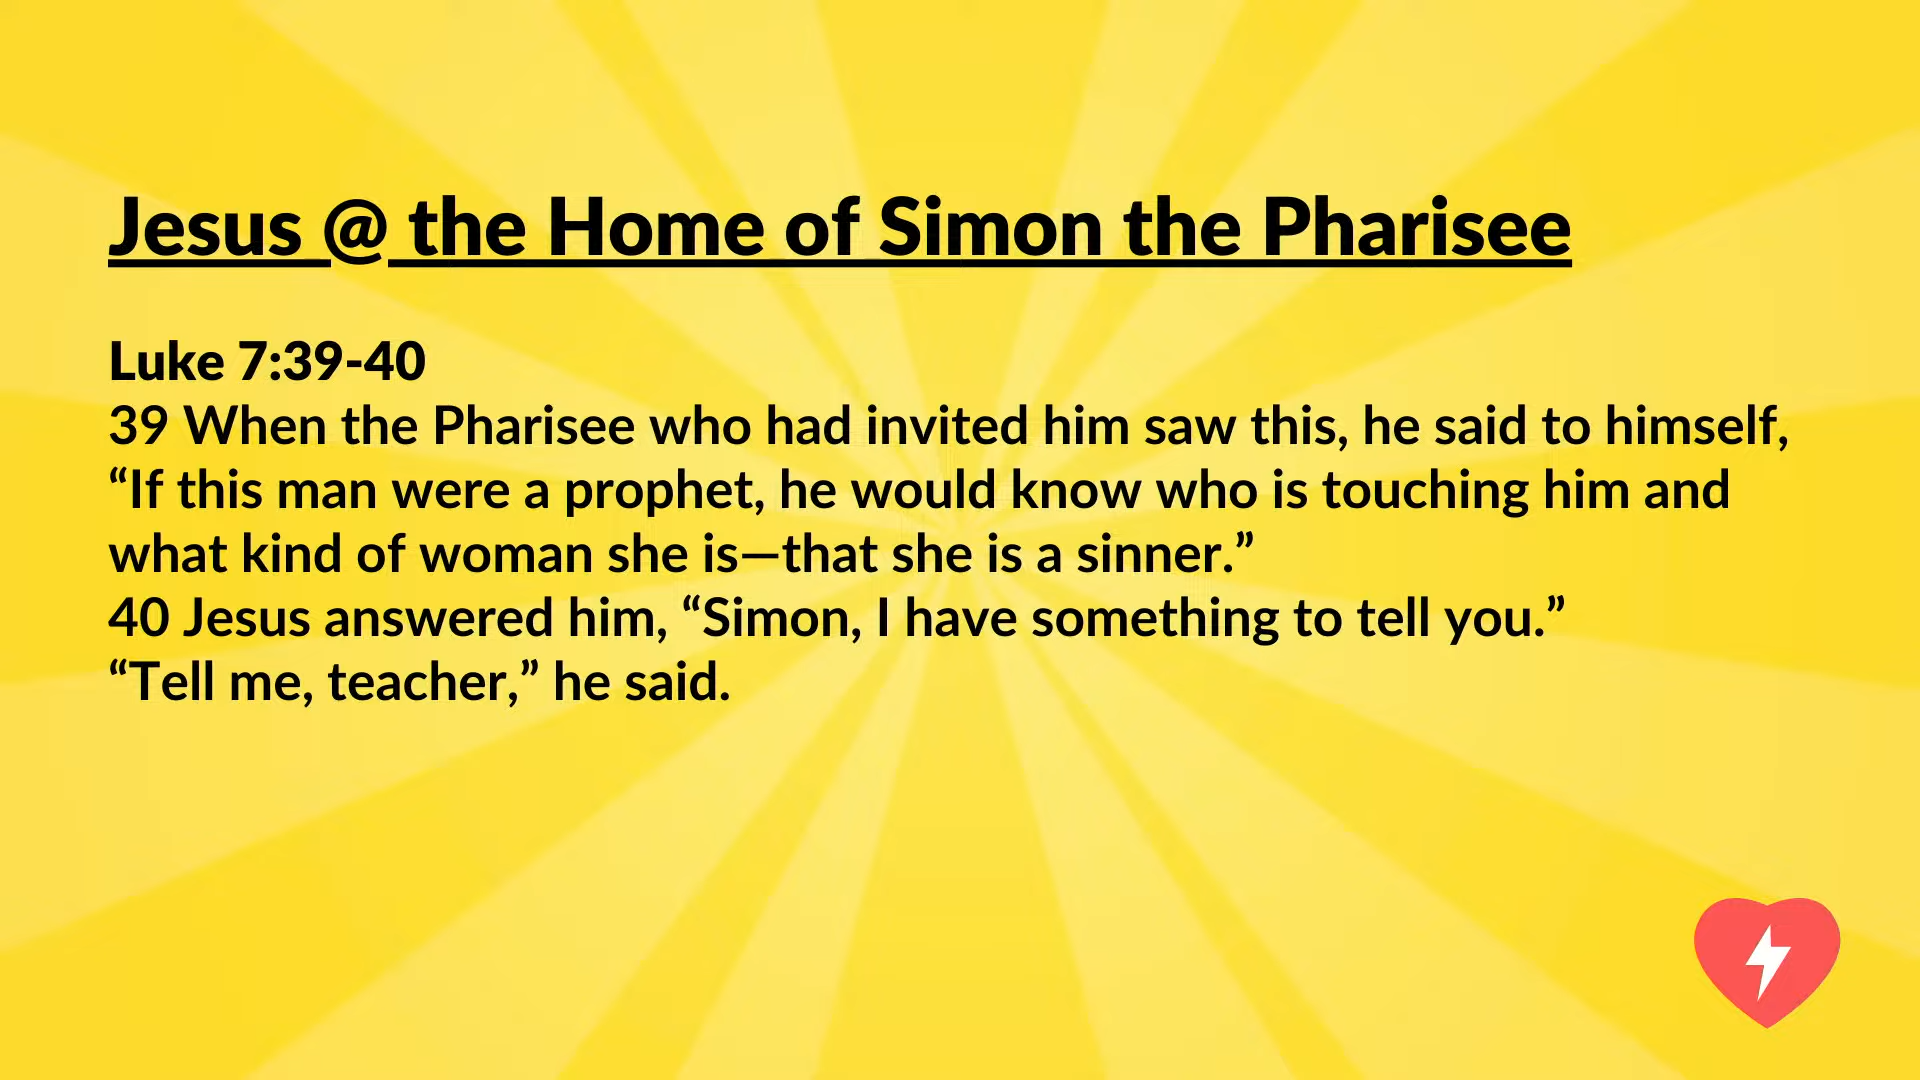 Jesus @ the Home of Simon the Pharisee
Luke 7:39-40
39 When the Pharisee who had invited him saw this, he said to himself,
“If this man were a prophet, he would know who is touching him and
what kind of woman she is—that she is a sinner.”
40 Jesus answered him, “Simon, I have something to tell you.”
“Tell me, teacher,” he said.